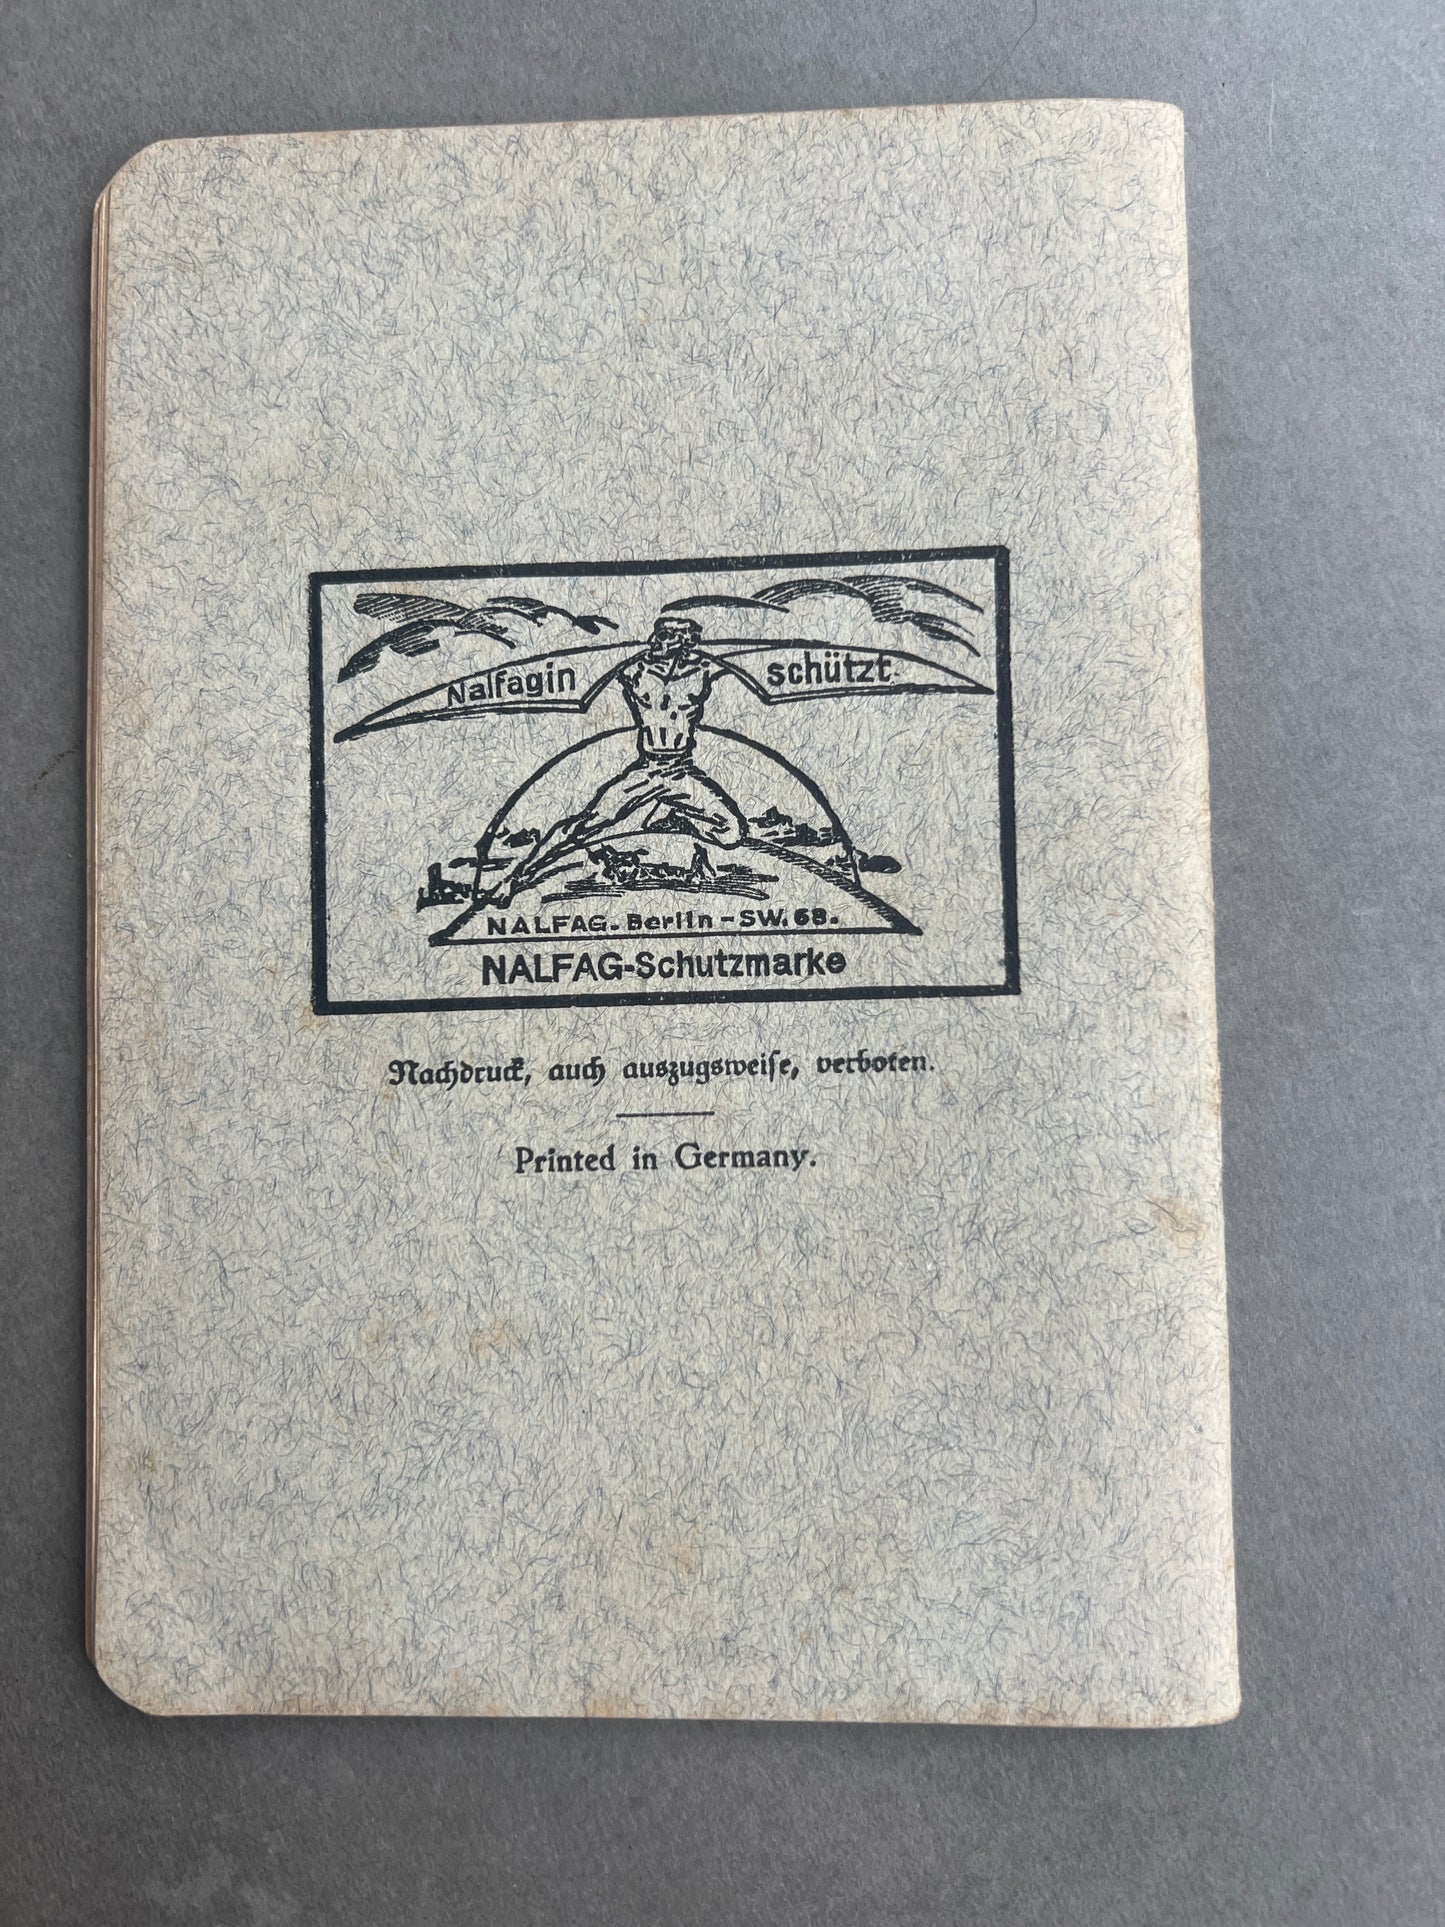 Nalfagin schützt.
NALFAG. Berlin - SW. 68.
NALFAG-Schutzmarke
Nachdruck, auch auszugsweise, verboten.
Printed in Germany.